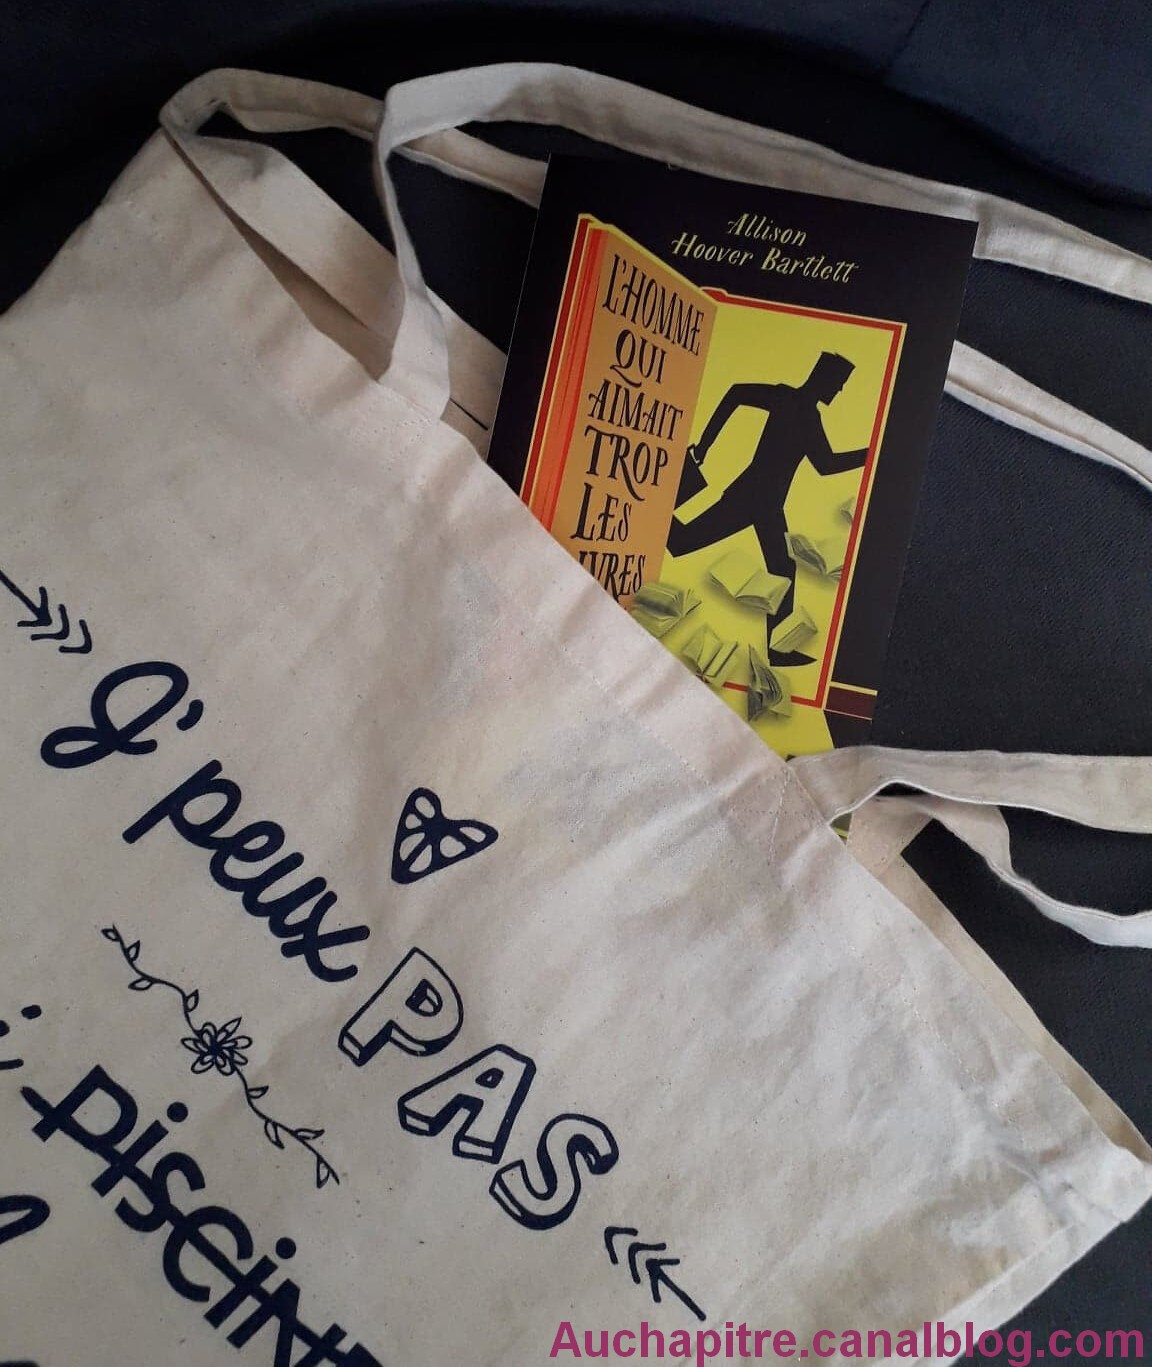 Allison
Hoover Bartlett
L'HOMME
QUI
AIMAIT
TROP
LES
J'peux
PAS
Auchapitre.canalblog.com